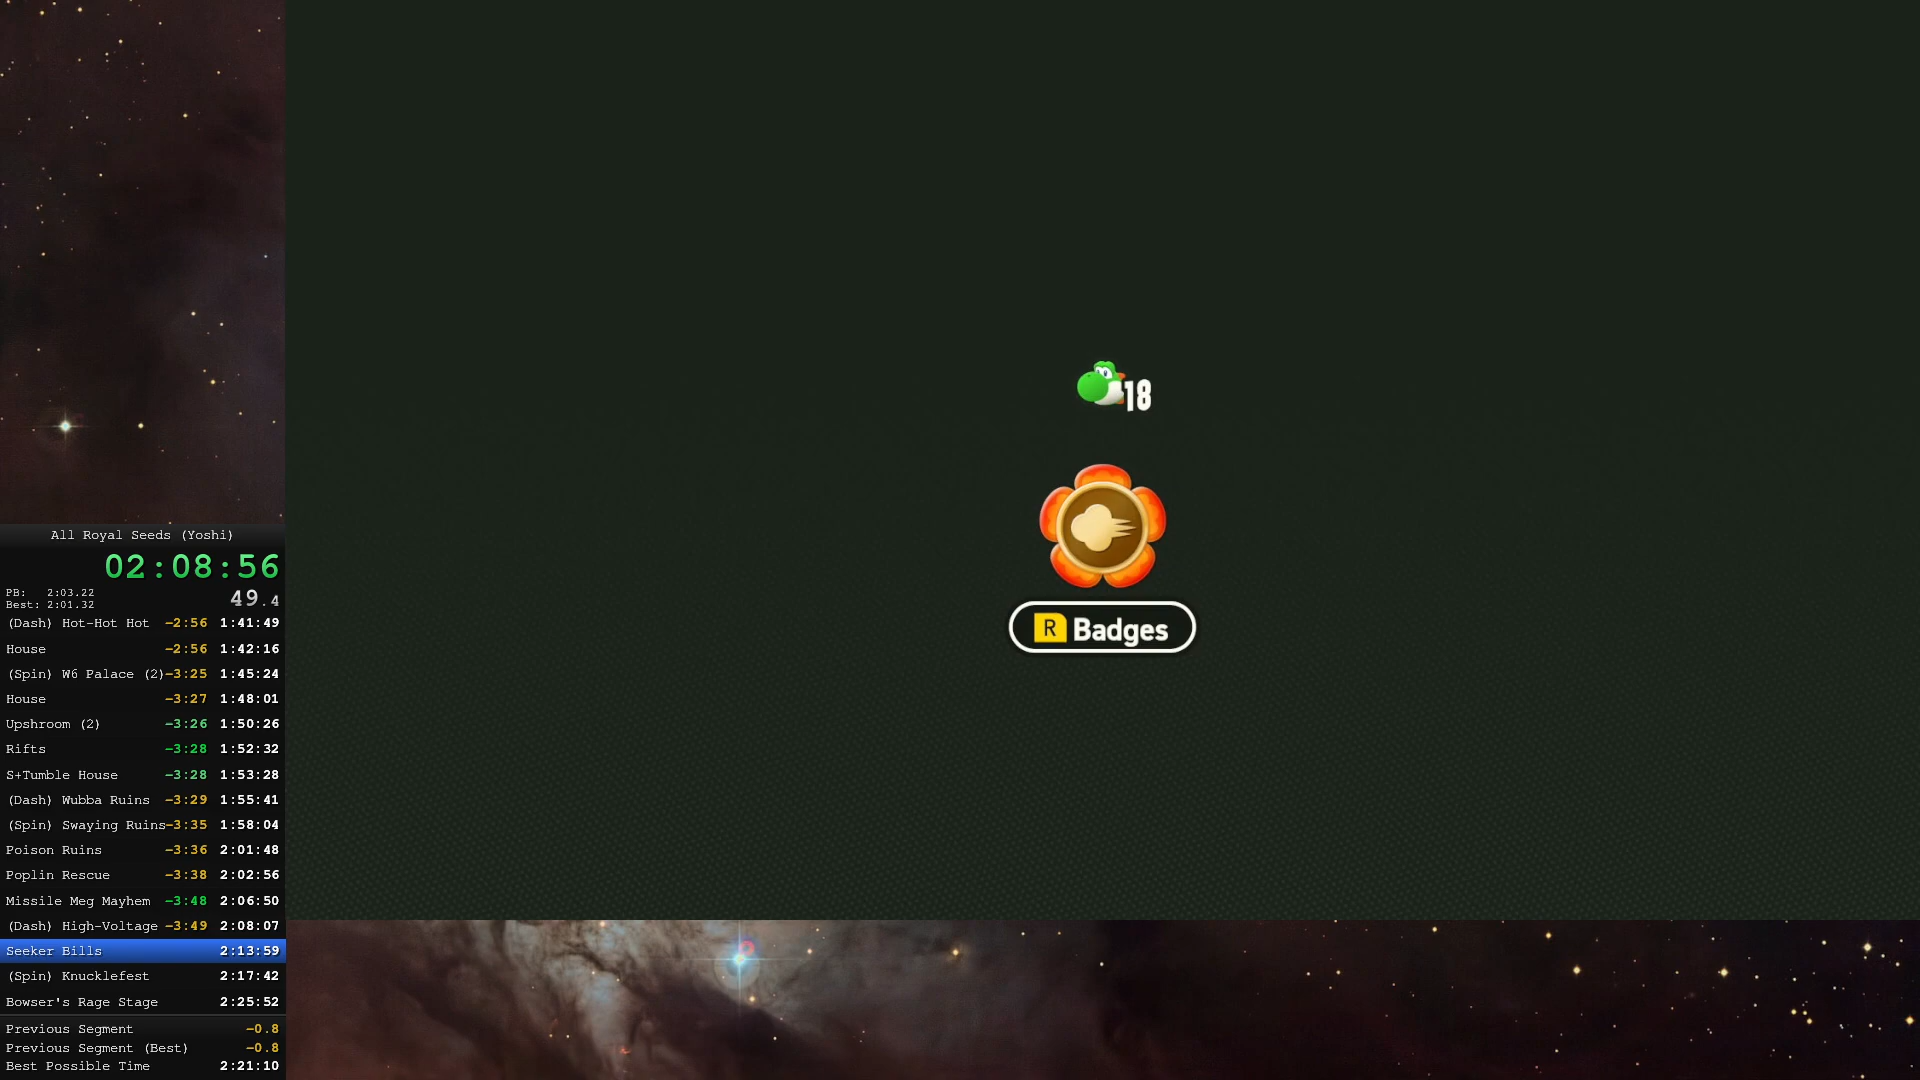 18
R Badges
All Royal Seeds (Yoshi)
02:08:56
PB: 2:03.22
Best: 2:01.32
49.4
(Dash) Hot-Hot Hot -2:56 1:41:49
House -2:56 1:42:16
(Spin) W6 Palace (2) -3:25 1:45:24
House -3:27 1:48:01
Upshroom (2) -3:26 1:50:26
Rifts -3:28 1:52:32
S+Tumble House -3:28 1:53:28
(Dash) Wubba Ruins -3:29 1:55:41
(Spin) Swaying Ruins -3:35 1:58:04
Poison Ruins -3:36 2:01:48
Poplin Rescue -3:38 2:02:56
Missile Meg Mayhem -3:48 2:06:50
(Dash) High-Voltage -3:49 2:08:07
Seeker Bills 2:13:59
(Spin) Knucklefest 2:17:42
Bowser's Rage Stage 2:25:52
Previous Segment -0.8
Previous Segment (Best) -0.8
Best Possible Time 2:21:10